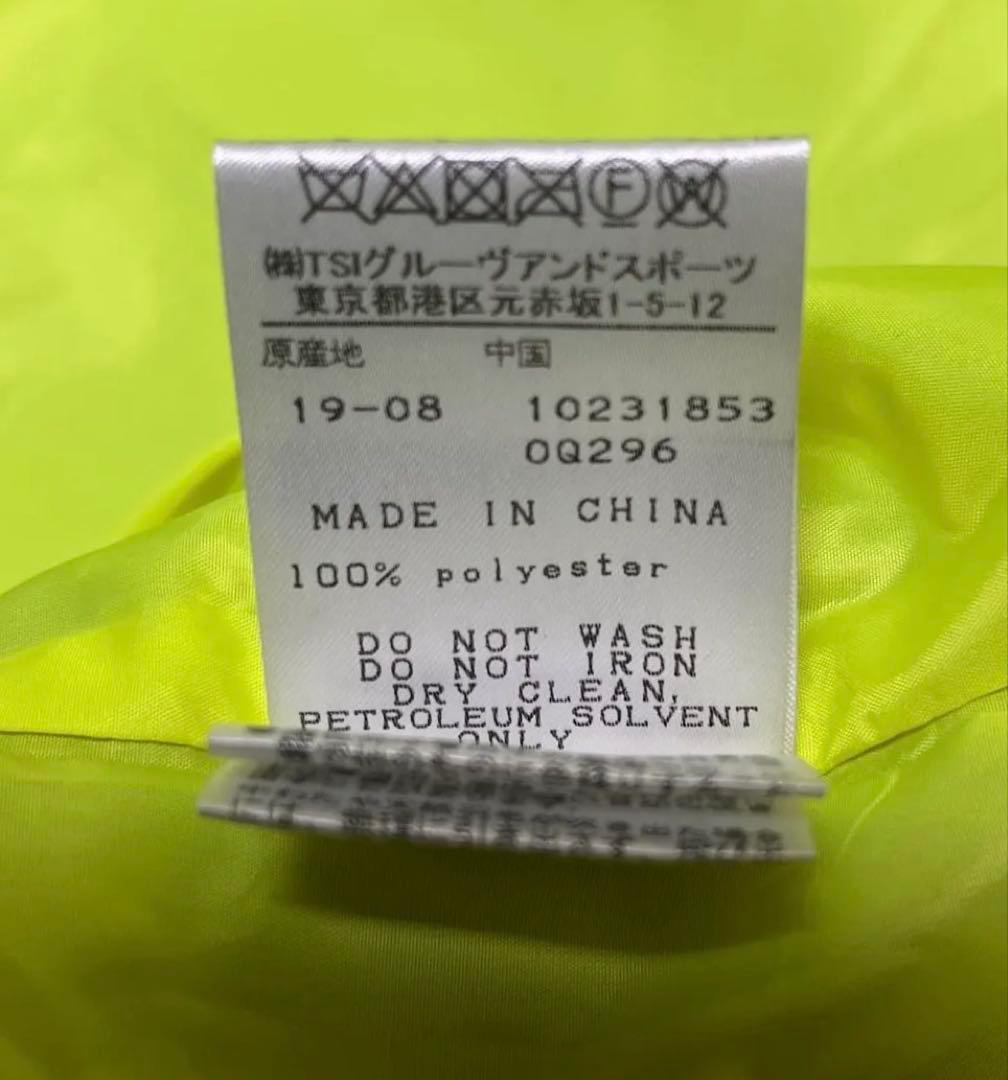 F W
㈱TSIグルーヴアンドスポーツ
東京都港区元赤坂1-5-12
原産地 中国
19-08 10231853
0Q296
MADE IN CHINA
100% polyester
DO NOT WASH
DO NOT IRON
DRY CLEAN,
PETROLEUM SOLVENT
ONLY